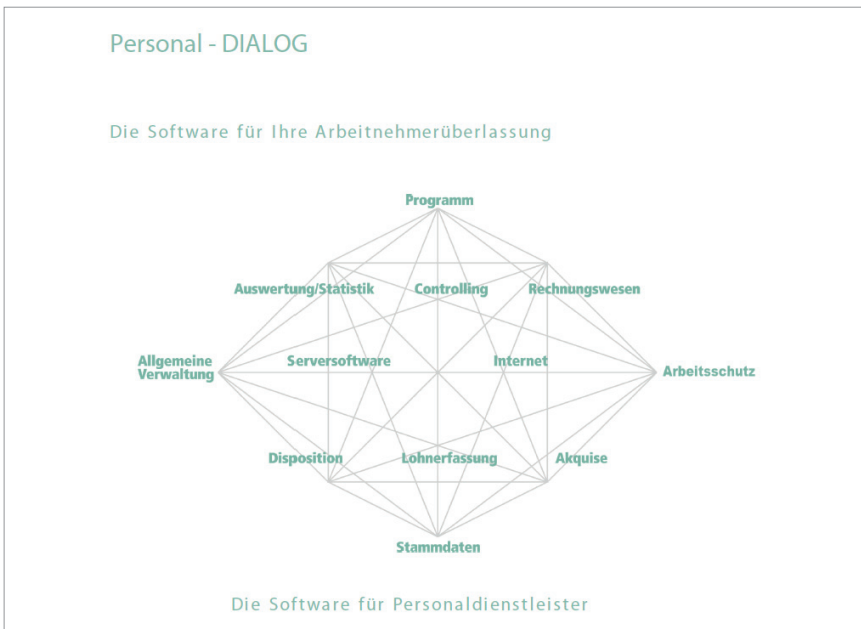 Personal - DIALOG
Die Software für Ihre Arbeitnehmerüberlassung
Programm
Auswertung/Statistik
Controlling
Rechnungswesen
Allgemeine
Verwaltung
Serversoftware
Internet
Arbeitsschutz
Disposition
Lohnerfassung
Akquise
Stammdaten
Die Software für Personaldienstleister